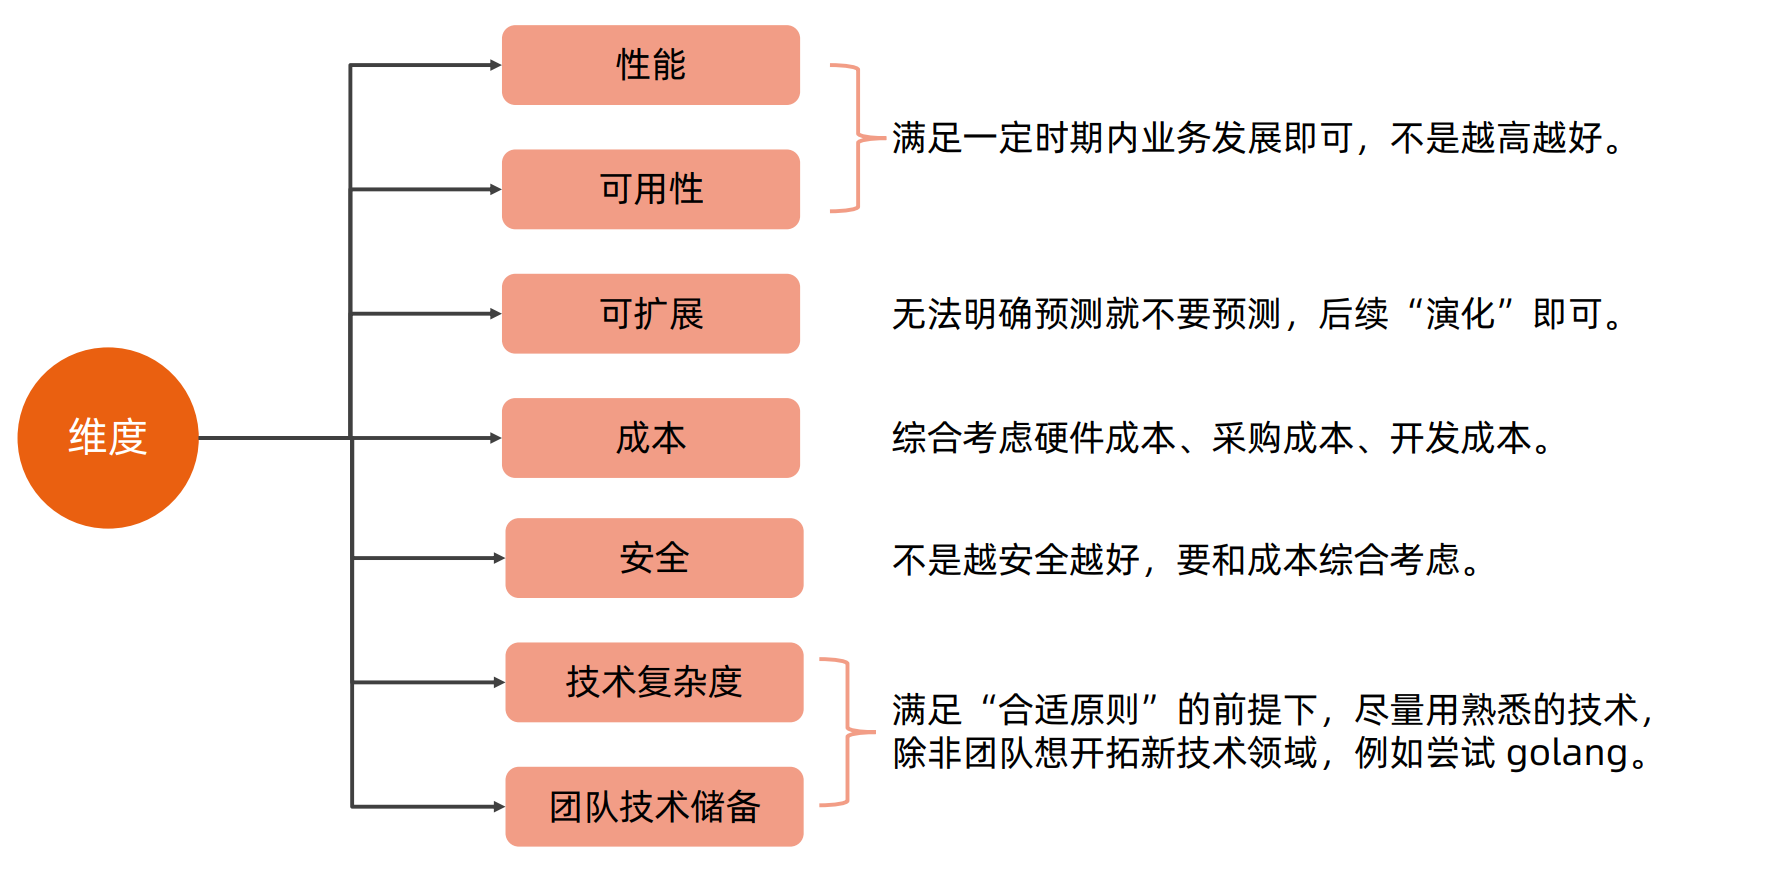 维度
性能
可用性
满足一定时期内业务发展即可，不是越高越好。
可扩展
无法明确预测就不要预测，后续“演化”即可。
成本
综合考虑硬件成本、采购成本、开发成本。
安全
不是越安全越好，要和成本综合考虑。
技术复杂度
团队技术储备
满足“合适原则”的前提下，尽量用熟悉的技术，
除非团队想开拓新技术领域，例如尝试 golang。